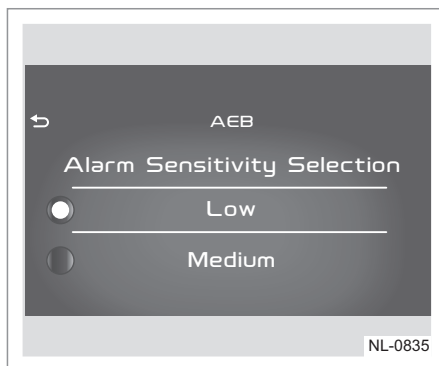 AEB
Alarm Sensitivity Selection
Low
Medium
NL-0835